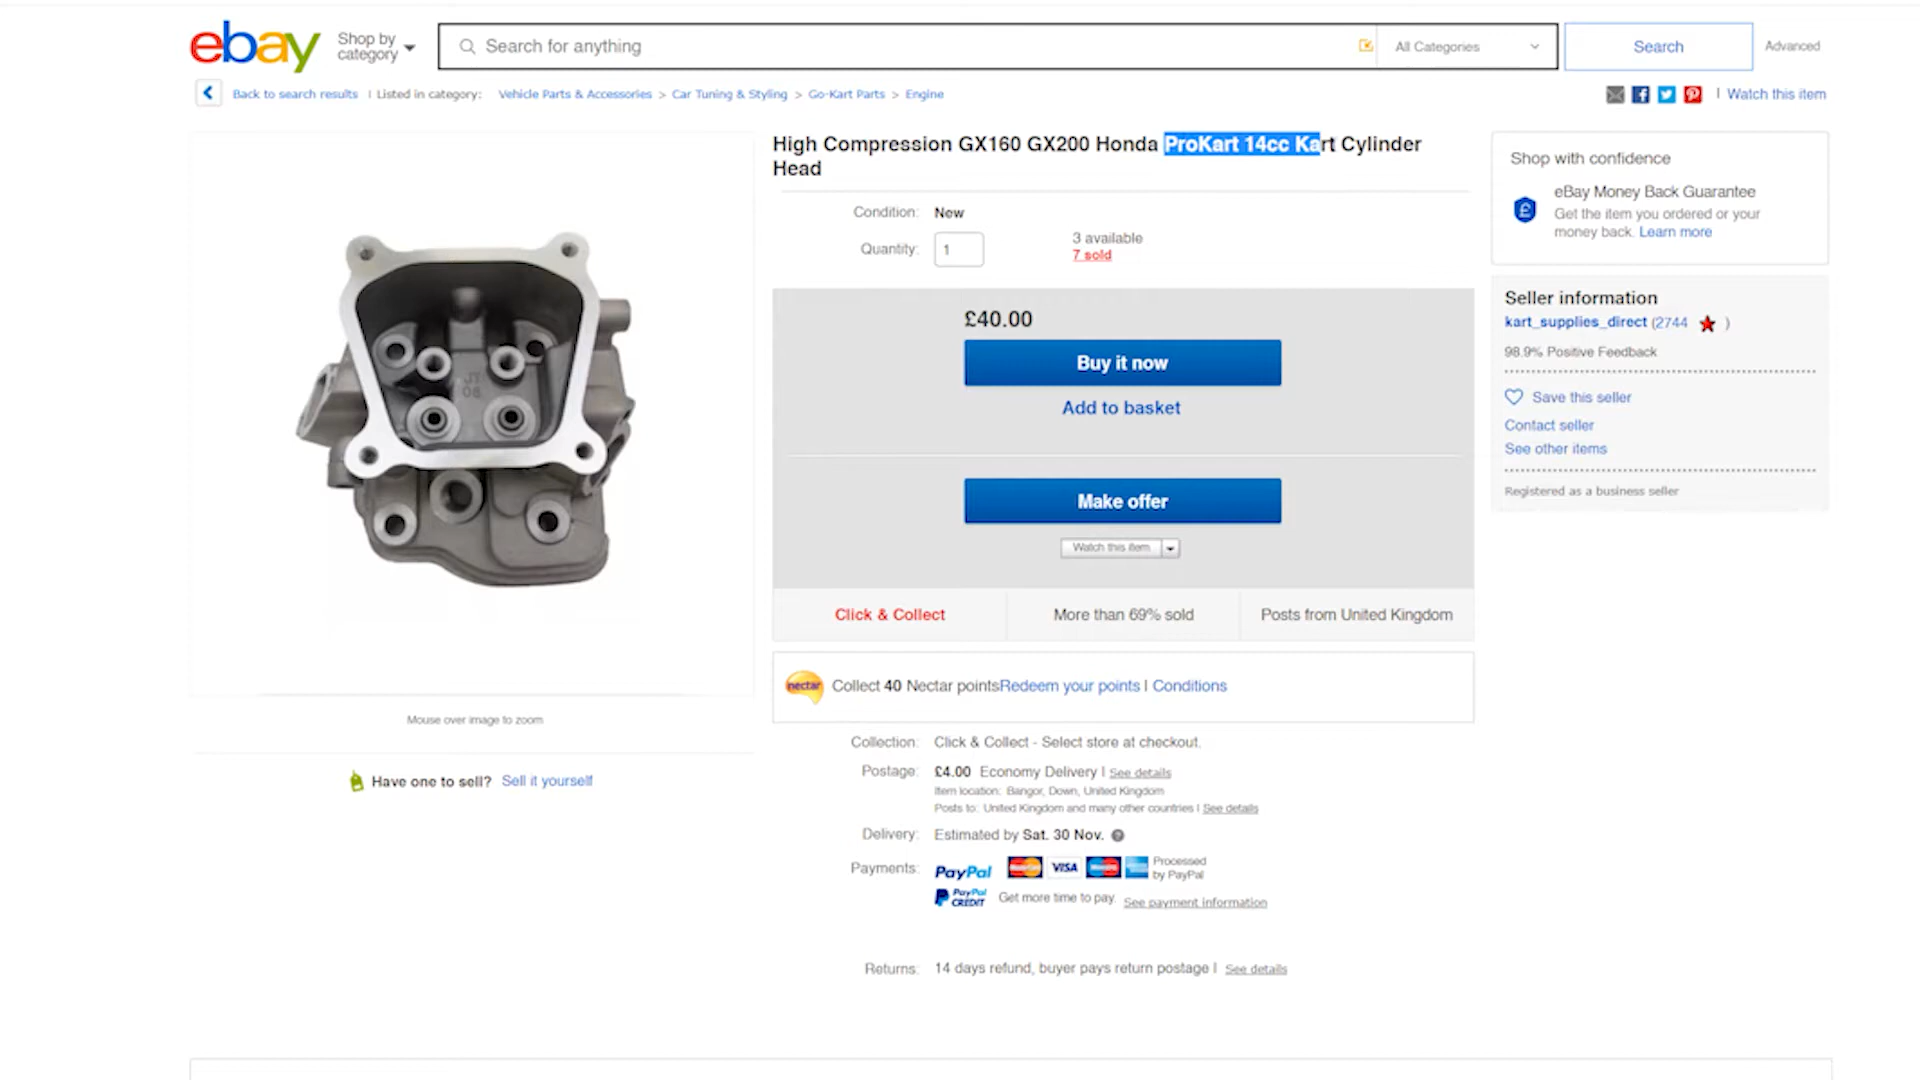 ebay
Shop by
category
Search for anything
All Categories
Search
Advanced
Back to search results | Listed in category: Vehicle Parts & Accessories > Car Tuning & Styling > Go-Kart Parts > Engine
| Watch this item
High Compression GX160 GX200 Honda ProKart 14cc Kart Cylinder
Head
Condition: New
Quantity: 1
3 available
7 sold
£40.00
Buy it now
Add to basket
Make offer
Watch this item
Click & Collect
More than 69% sold
Posts from United Kingdom
nectar
Collect 40 Nectar pointsRedeem your points | Conditions
Collection: Click & Collect - Select store at checkout.
Postage: £4.00 Economy Delivery | See details
Item location: Bangor, Down, United Kingdom
Posts to: United Kingdom and many other countries | See details
Delivery: Estimated by Sat. 30 Nov.
Payments: PayPal VISA Processed
by PayPal
PayPal
CREDIT
Get more time to pay. See payment information
Returns: 14 days refund, buyer pays return postage | See details
Shop with confidence
eBay Money Back Guarantee
Get the item you ordered or your
money back. Learn more
Seller information
kart_supplies_direct (2744 )
98.9% Positive Feedback
Save this seller
Contact seller
See other items
Registered as a business seller
JT
06
Mouse over image to zoom
Have one to sell? Sell it yourself